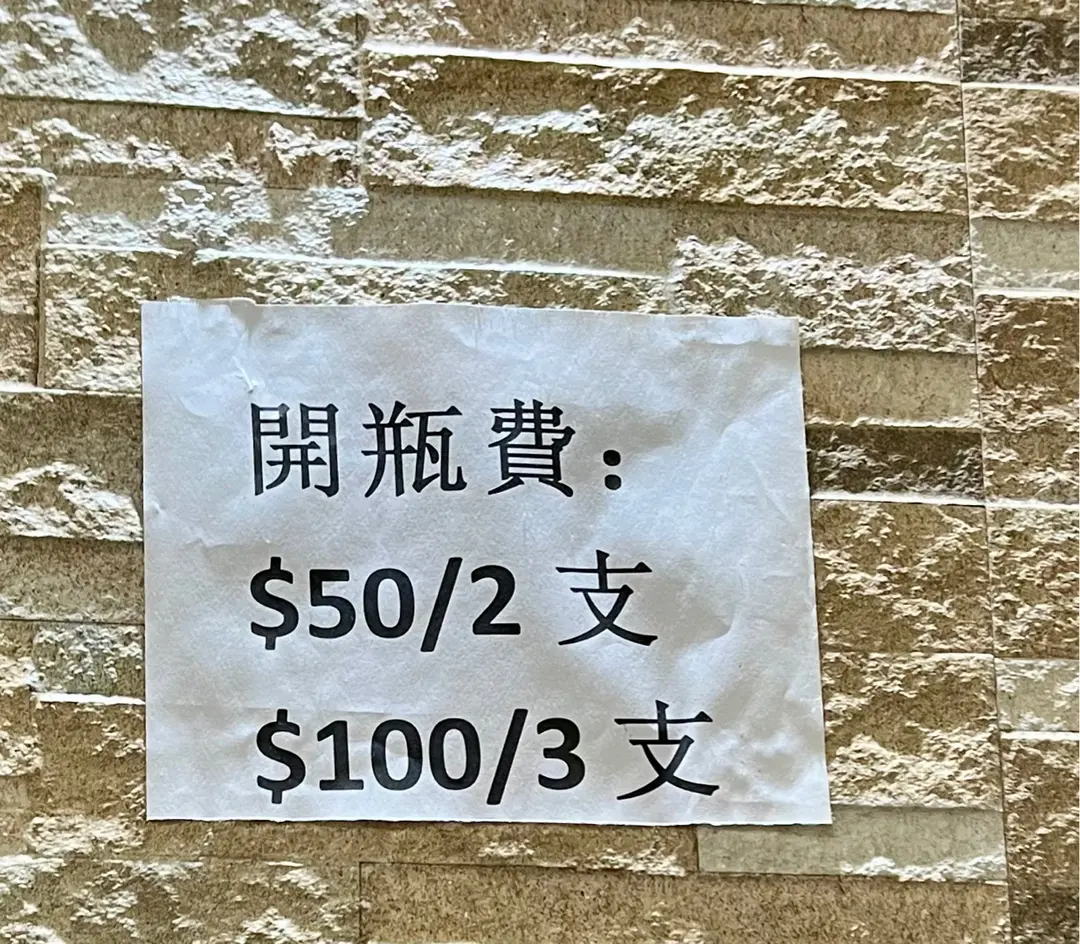 開瓶費：
$50/2 支
$100/3 支